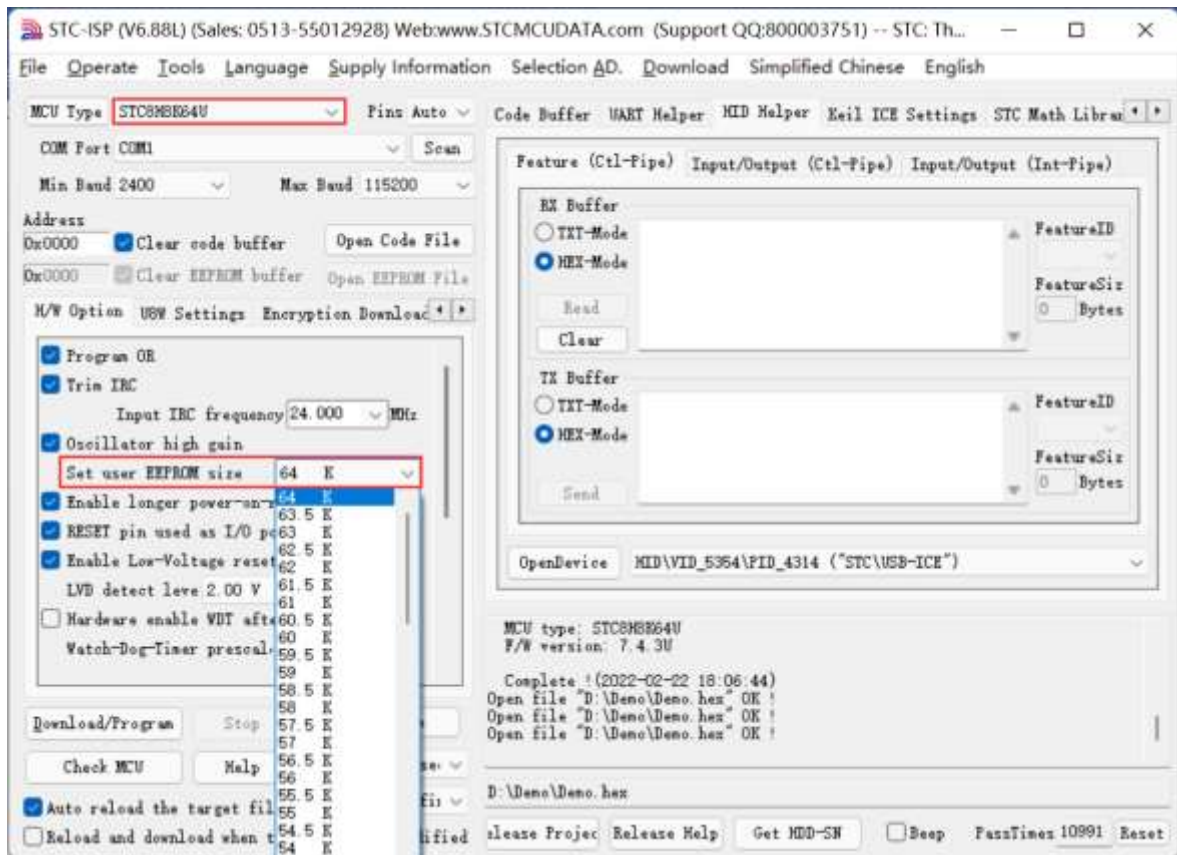 STC-ISP (V6.88L) (Sales: 0513-55012928) Web:www.STCMCUDATA.com (Support QQ:800003751) -- STC: Th...
File Operate Tools Language Supply Information Selection AD. Download Simplified Chinese English
MCU Type STC8H8K64U Pins Auto
COM Port COM1 Scan
Min Baud 2400 Max Baud 115200
Address
0x0000 Clear code buffer Open Code File
0x0000 Clear EEPROM buffer Open EEPROM File
H/W Option U8W Settings Encryption Download
Program OR
Trim IRC
Input IRC frequency 24.000 MHz
Oscillator high gain
Set user EEPROM size 64 K
Enable longer power-on-
RESET pin used as I/O po
Enable Low-Voltage reset
LVD detect leve 2.00 V
Hardware enable WDT afte
Watch-Dog-Timer prescal
64 K
63.5 K
63 K
62.5 K
62 K
61.5 K
61 K
60.5 K
60 K
59.5 K
59 K
58.5 K
58 K
57.5 K
57 K
56.5 K
56 K
55.5 K
55 K
54.5 K
54 K
Download/Program Stop
Check MCU Help
Auto reload the target fil
Reload and download when t ified
Code Buffer UART Helper HID Helper Keil ICE Settings STC Math Librar
Feature (Ctl-Pipe) Input/Output (Ctl-Pipe) Input/Output (Int-Pipe)
RX Buffer
TXT-Mode FeatureID
HEX-Mode
FeatureSiz
Read 0 Bytes
Clear
TX Buffer
TXT-Mode FeatureID
HEX-Mode
FeatureSiz
Send 0 Bytes
OpenDevice HID\VID_5354\PID_4314 ("STC\USB-ICE")
MCU type: STC8H8K64U
F/W version: 7.4.3U
Complete !(2022-02-22 18:06:44)
Open file "D:\Demo\Demo.hex" OK !
Open file "D:\Demo\Demo.hex" OK !
Open file "D:\Demo\Demo.hex" OK !
D:\Demo\Demo.hex
elease Projec Release Help Get HDD-SN Beep PassTimes 10991 Reset